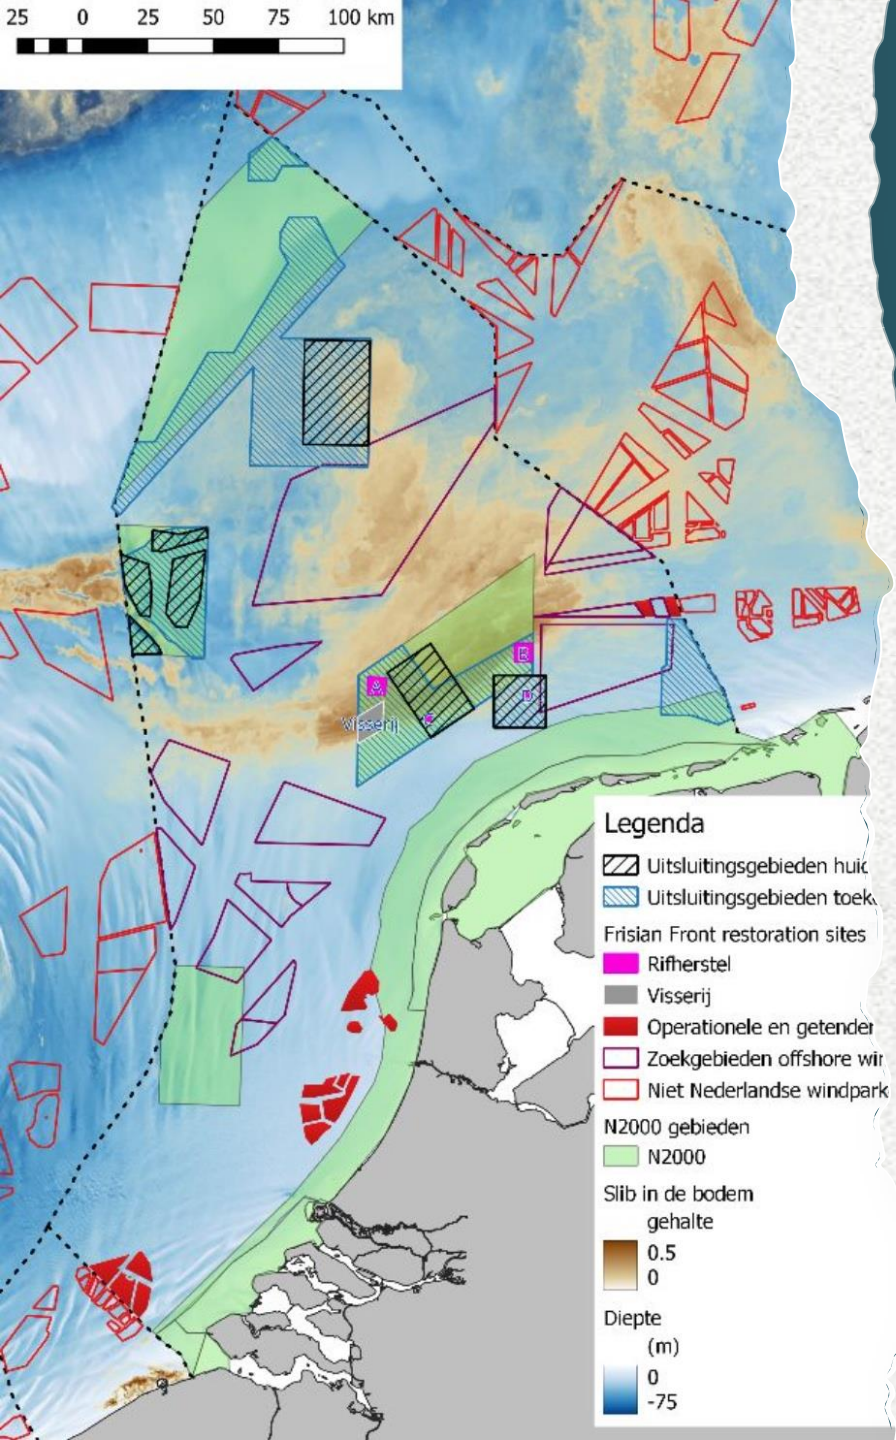 25 0 25 50 75 100 km
A
B
Visserij
C
D
Legenda
Uitsluitingsgebieden huid
Uitsluitingsgebieden toek
Frisian Front restoration sites
Rifherstel
Visserij
Operationele en getender
Zoekgebieden offshore win
Niet Nederlandse windpark
N2000 gebieden
N2000
Slib in de bodem
gehalte
0.5
0
Diepte
(m)
0
-75